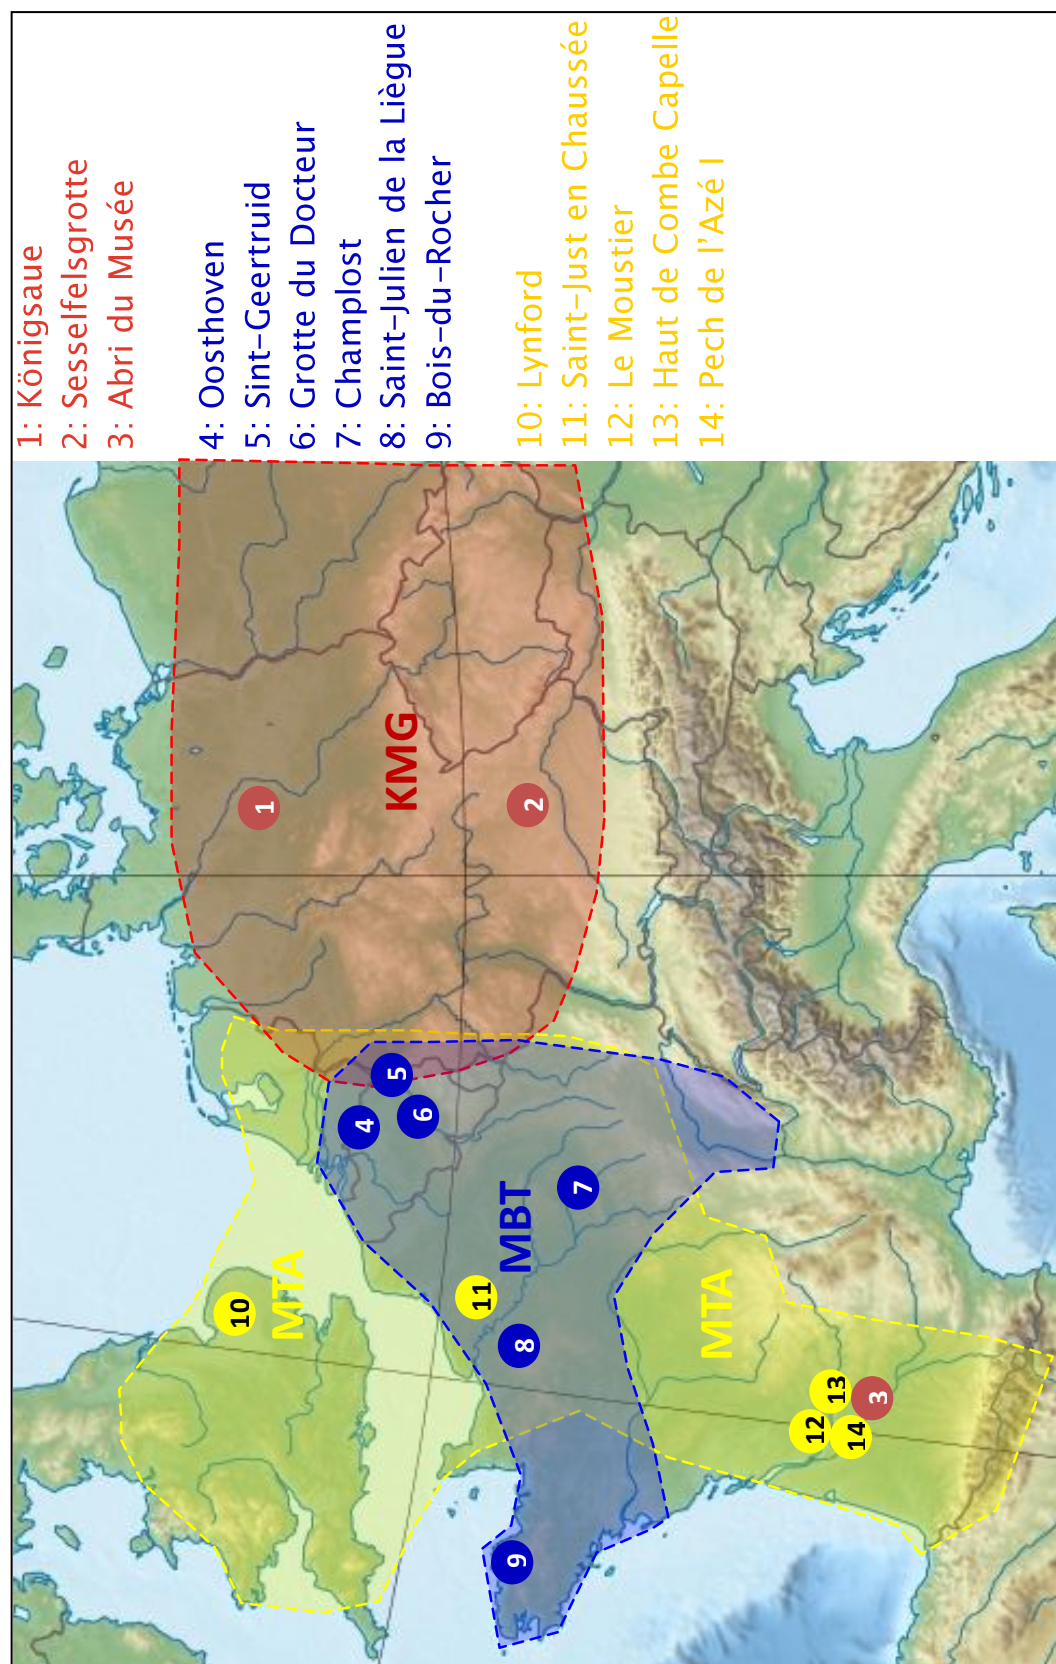 1: Königsaue
2: Sesselfelsgrotte
3: Abri du Musée
4: Oosthoven
5: Sint-Geertruid
6: Grotte du Docteur
7: Champlost
8: Saint-Julien de la Liègue
9: Bois-du-Rocher
10: Lynford
11: Saint-Just en Chaussée
12: Le Moustier
13: Haut de Combe Capelle
14: Pech de l'Azé I
KMG
MBT
MTA
MTA
1
2
3
4
5
6
7
8
9
10
11
12
13
14